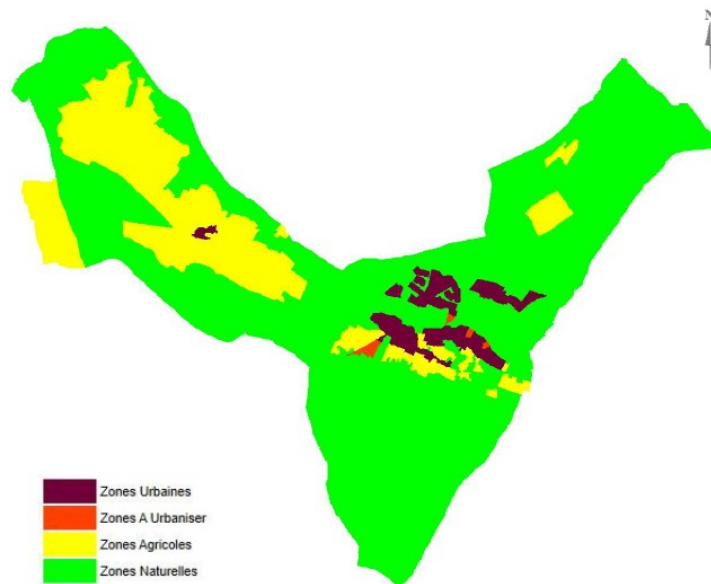 N
Zones Urbaines
Zones A Urbaniser
Zones Agricoles
Zones Naturelles